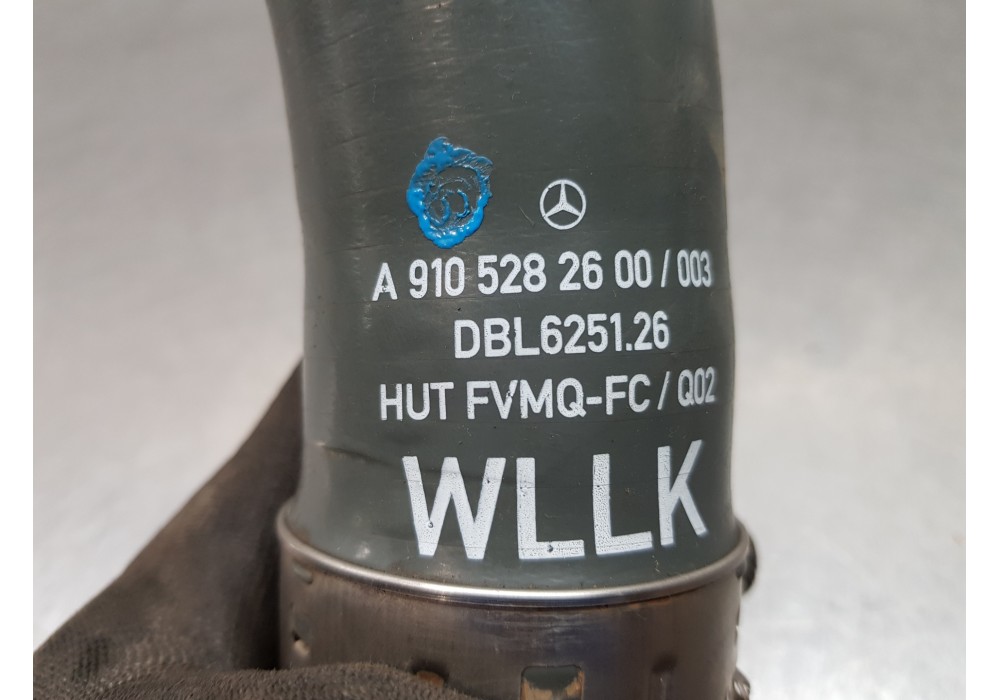 A 910 528 26 00 / 003
DBL6251.26
HUT FVMQ-FC / Q02
WLLK